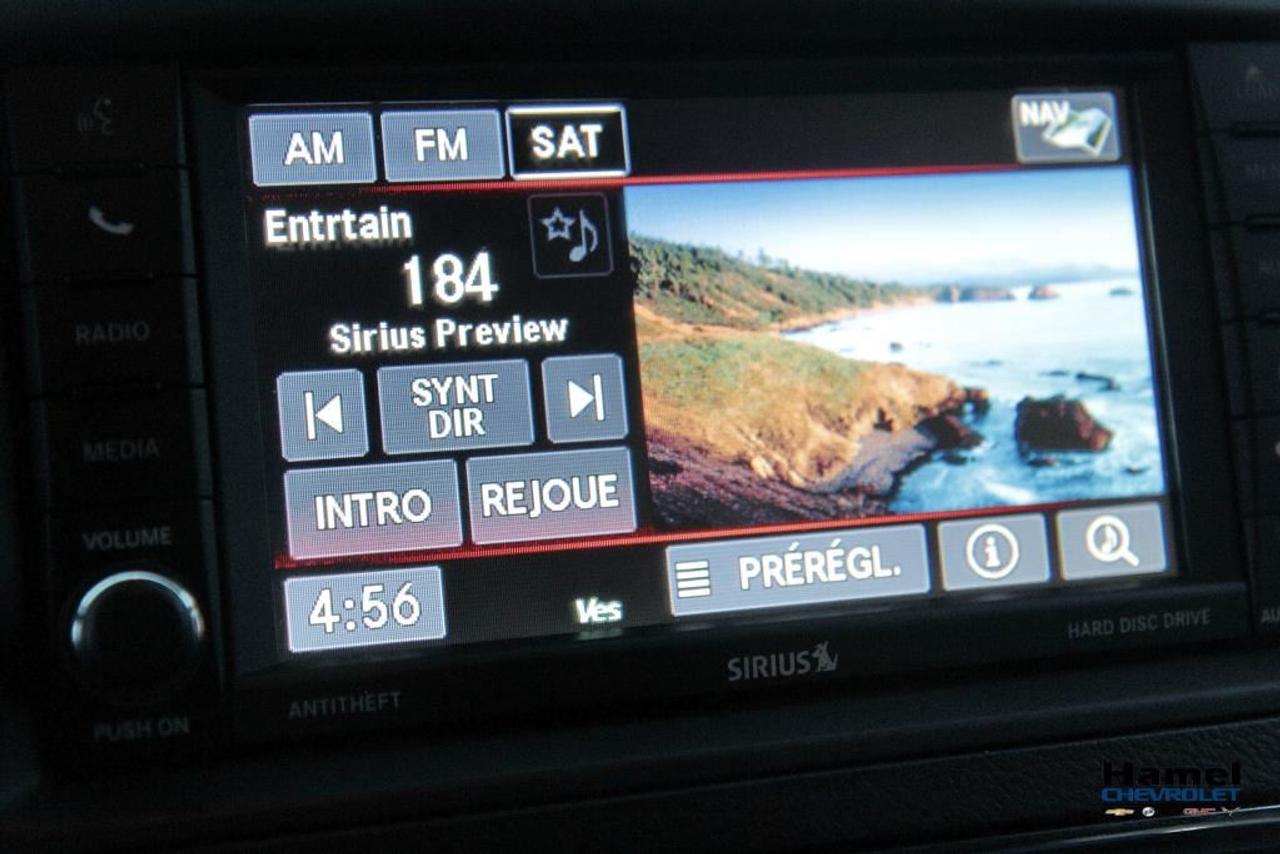 AM FM SAT NAV
Entrtain
184
Sirius Preview
SYNT
DIR
INTRO REJOUE
4:56 Ves PRÉRÉGL.
RADIO
MEDIA
VOLUME
PUSH ON
ANTITHEFT
SIRIUS
HARD DISC DRIVE
Hamel
CHEVROLET
GMC